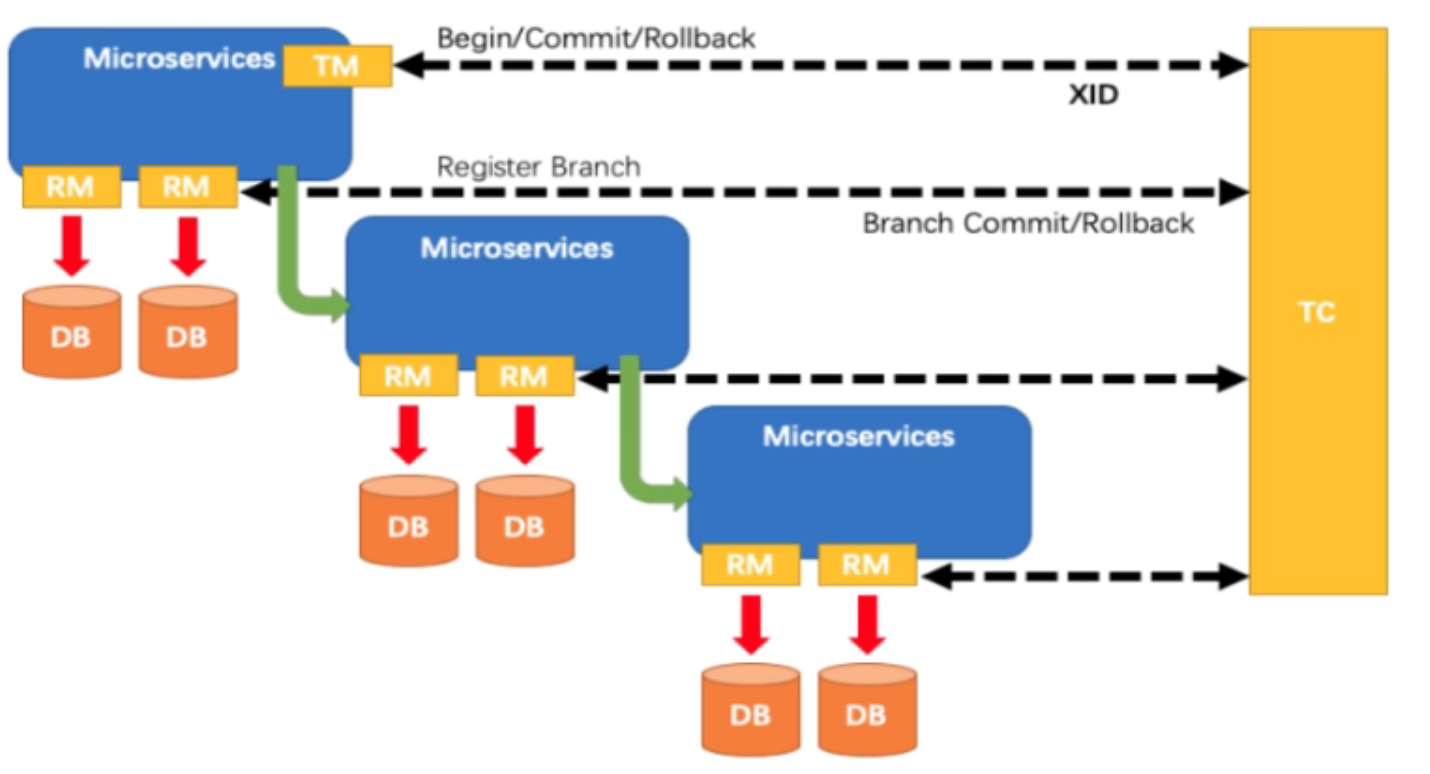 Begin/Commit/Rollback
Microservices
TM
XID
Register Branch
RM
RM
Branch Commit/Rollback
Microservices
TC
DB
DB
RM
RM
Microservices
DB
DB
RM
RM
DB
DB